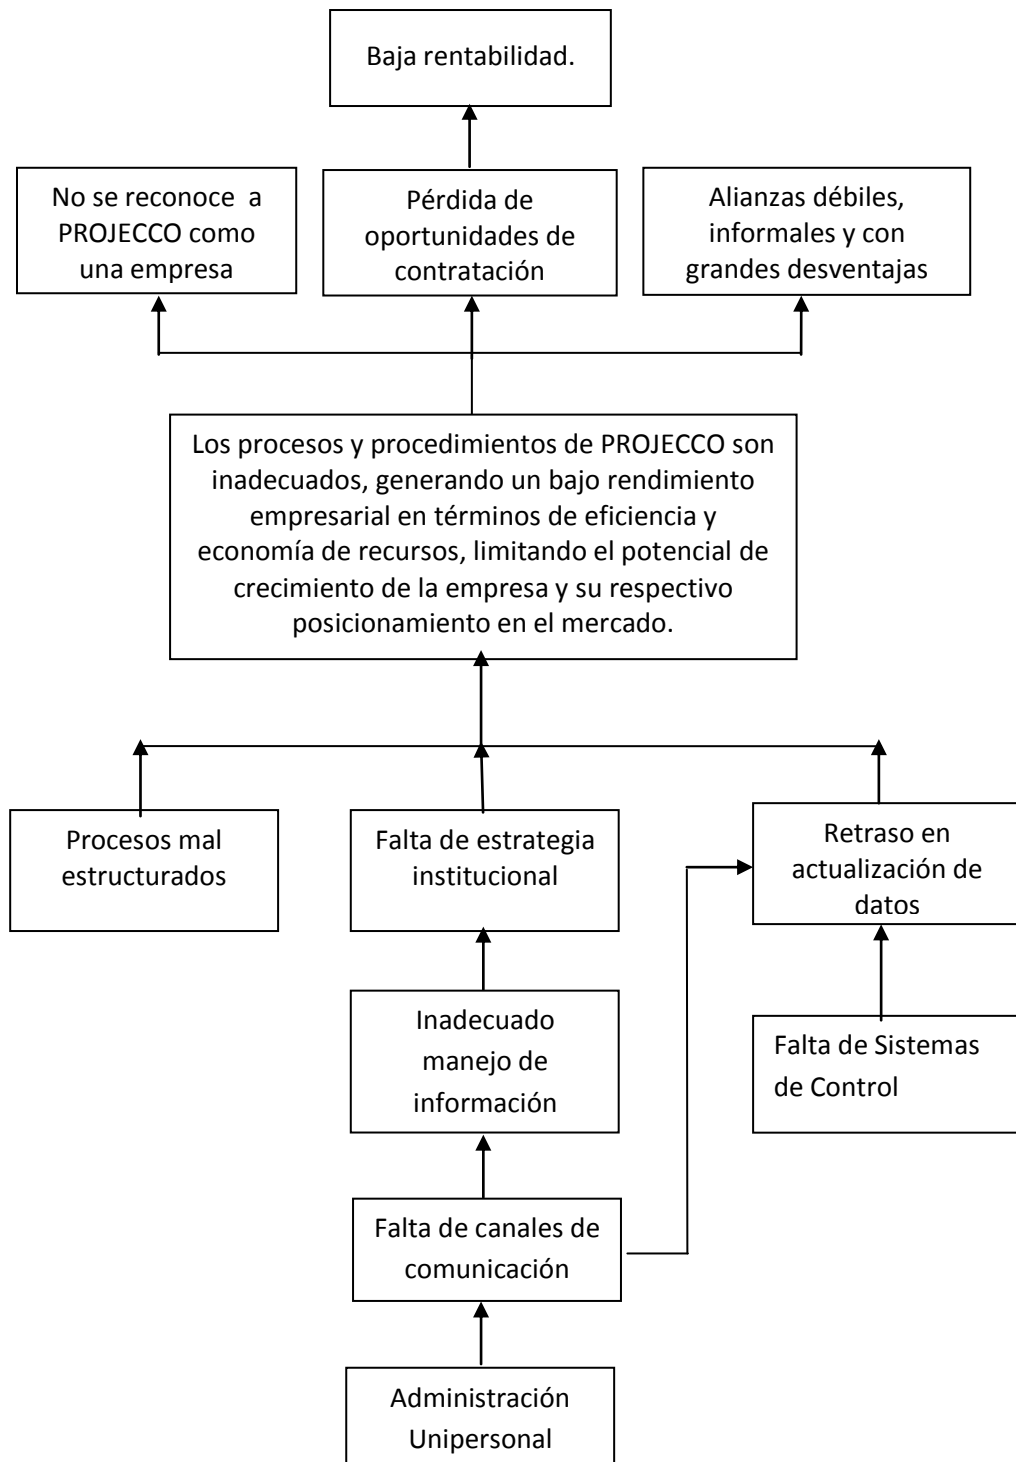 Baja rentabilidad.
No se reconoce a
PROJECCO como
una empresa
Pérdida de
oportunidades de
contratación
Alianzas débiles,
informales y con
grandes desventajas
Los procesos y procedimientos de PROJECCO son
inadecuados, generando un bajo rendimiento
empresarial en términos de eficiencia y
economía de recursos, limitando el potencial de
crecimiento de la empresa y su respectivo
posicionamiento en el mercado.
Procesos mal
estructurados
Falta de estrategia
institucional
Retraso en
actualización de
datos
Inadecuado
manejo de
información
Falta de Sistemas
de Control
Falta de canales de
comunicación
Administración
Unipersonal